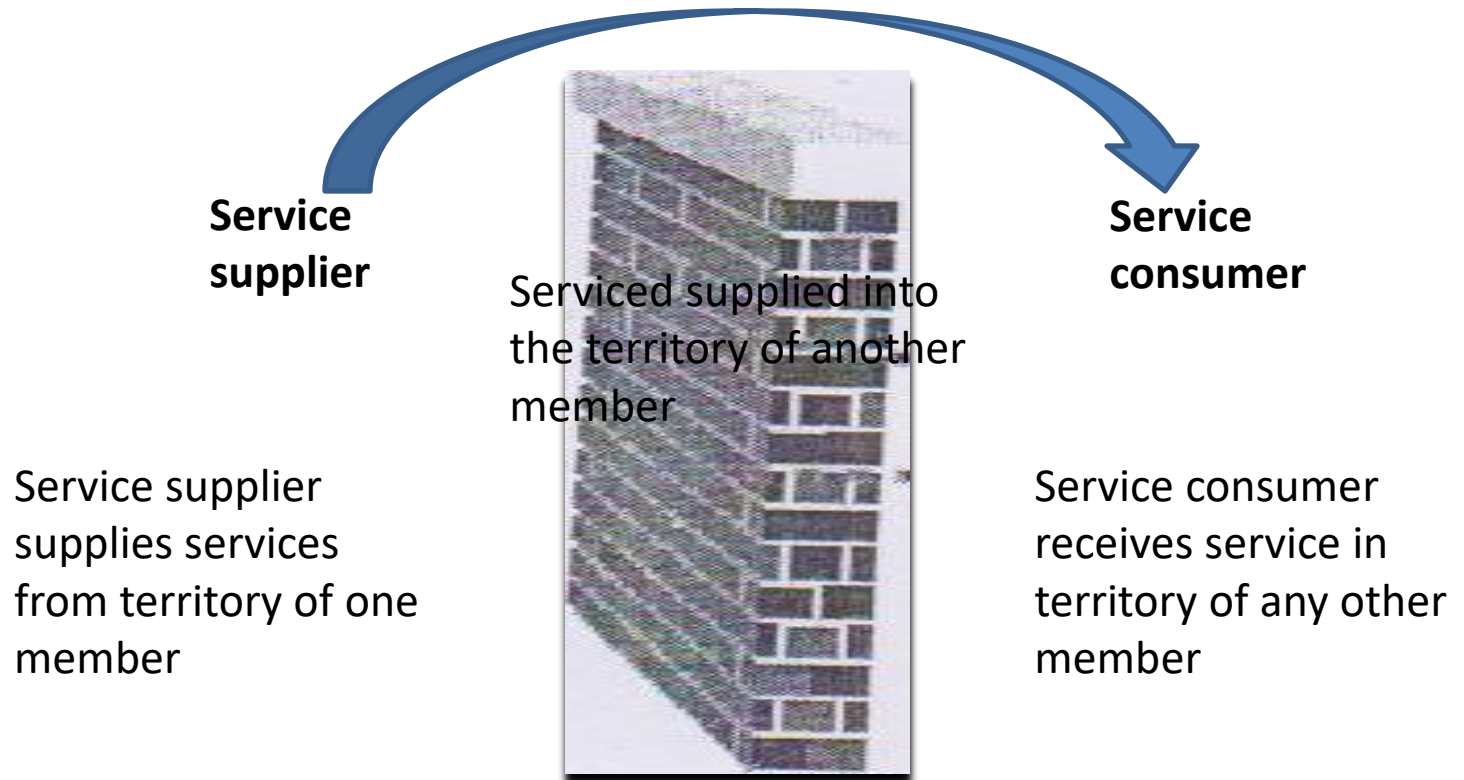 Service
supplier
Serviced supplied into
the territory of another
member
Service
consumer
Service supplier
supplies services
from territory of one
member
Service consumer
receives service in
territory of any other
member